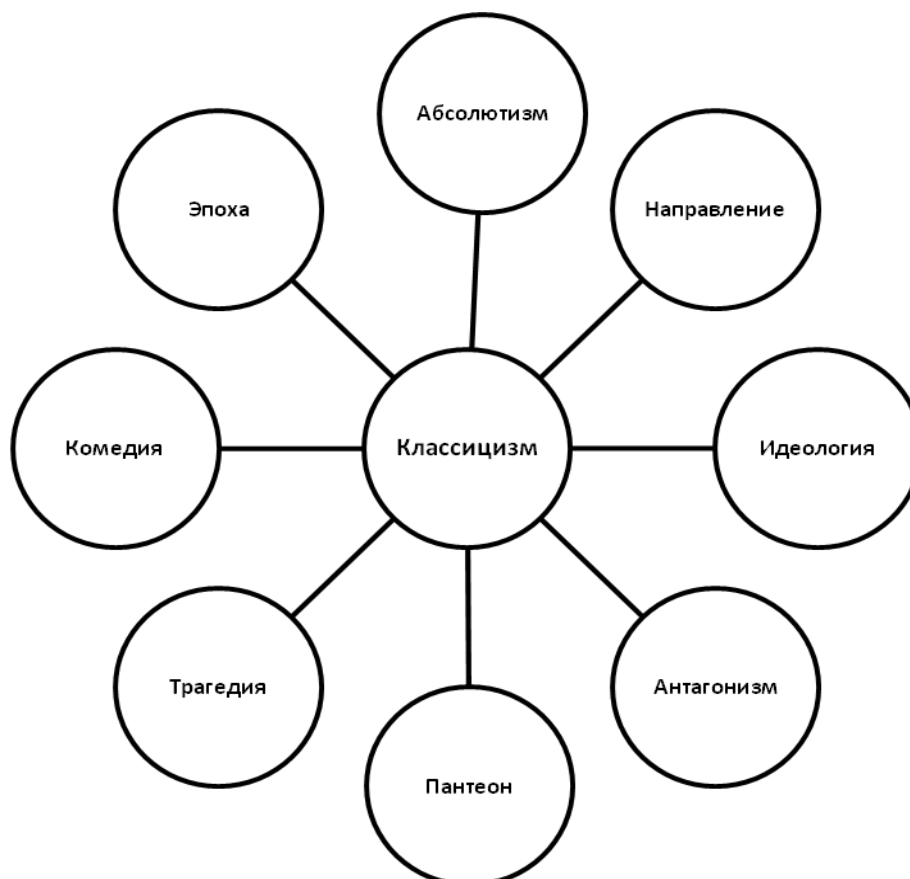 Абсолютизм
Эпоха
Направление
Комедия
Классицизм
Идеология
Трагедия
Антагонизм
Пантеон